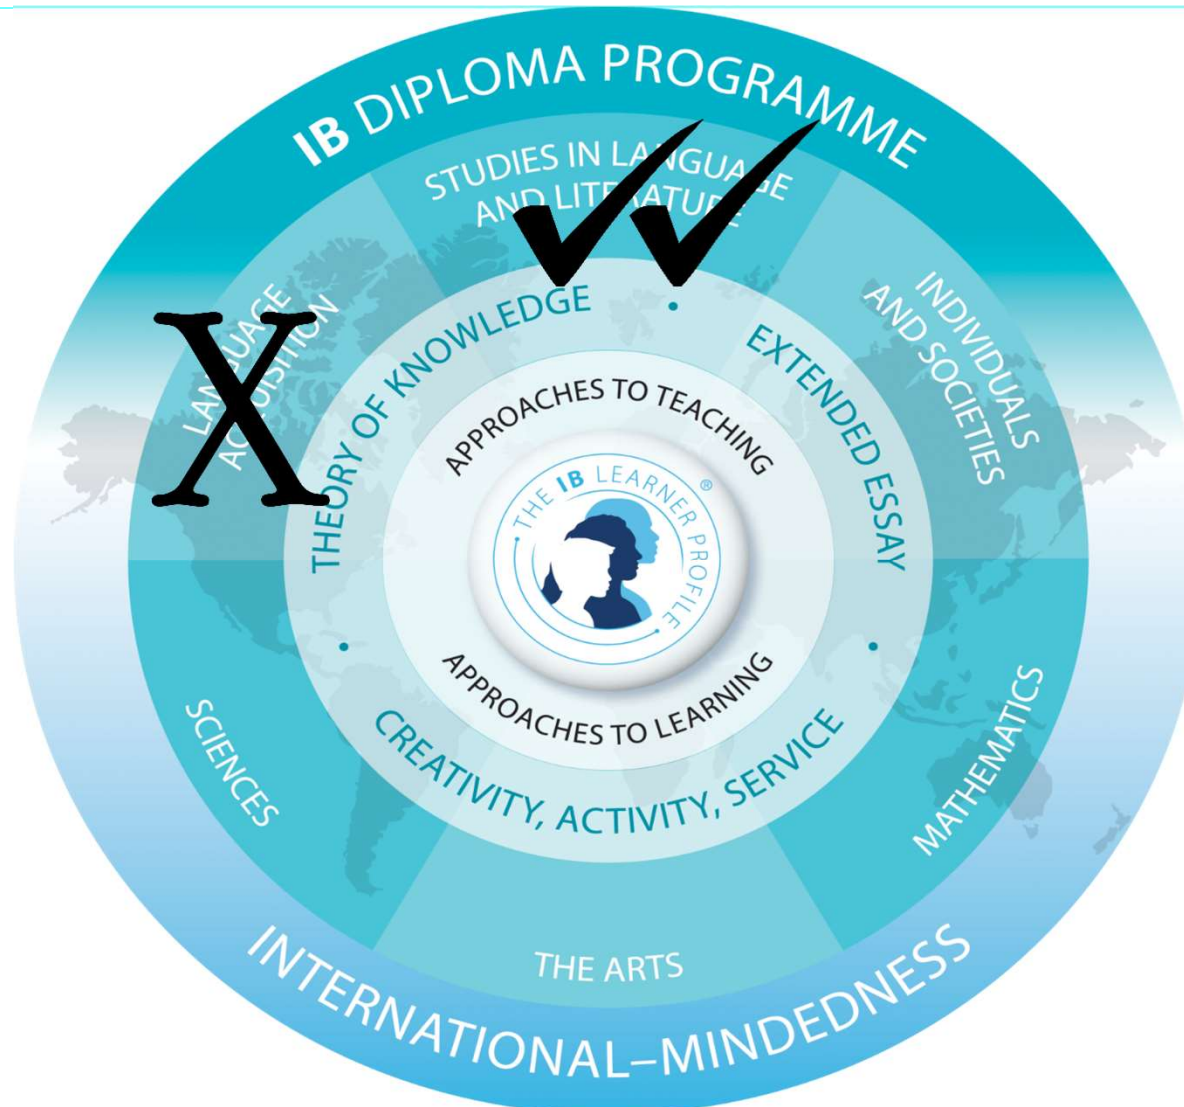 IB DIPLOMA PROGRAMME
STUDIES IN LANGUAGE
AND LITERATURE
LANGUAGE
ACQUISITION
X
INDIVIDUALS
AND SOCIETIES
THEORY OF KNOWLEDGE
EXTENDED ESSAY
APPROACHES TO TEACHING
THE IB LEARNER PROFILE ®
APPROACHES TO LEARNING
CREATIVITY, ACTIVITY, SERVICE
SCIENCES
MATHEMATICS
THE ARTS
INTERNATIONAL–MINDEDNESS